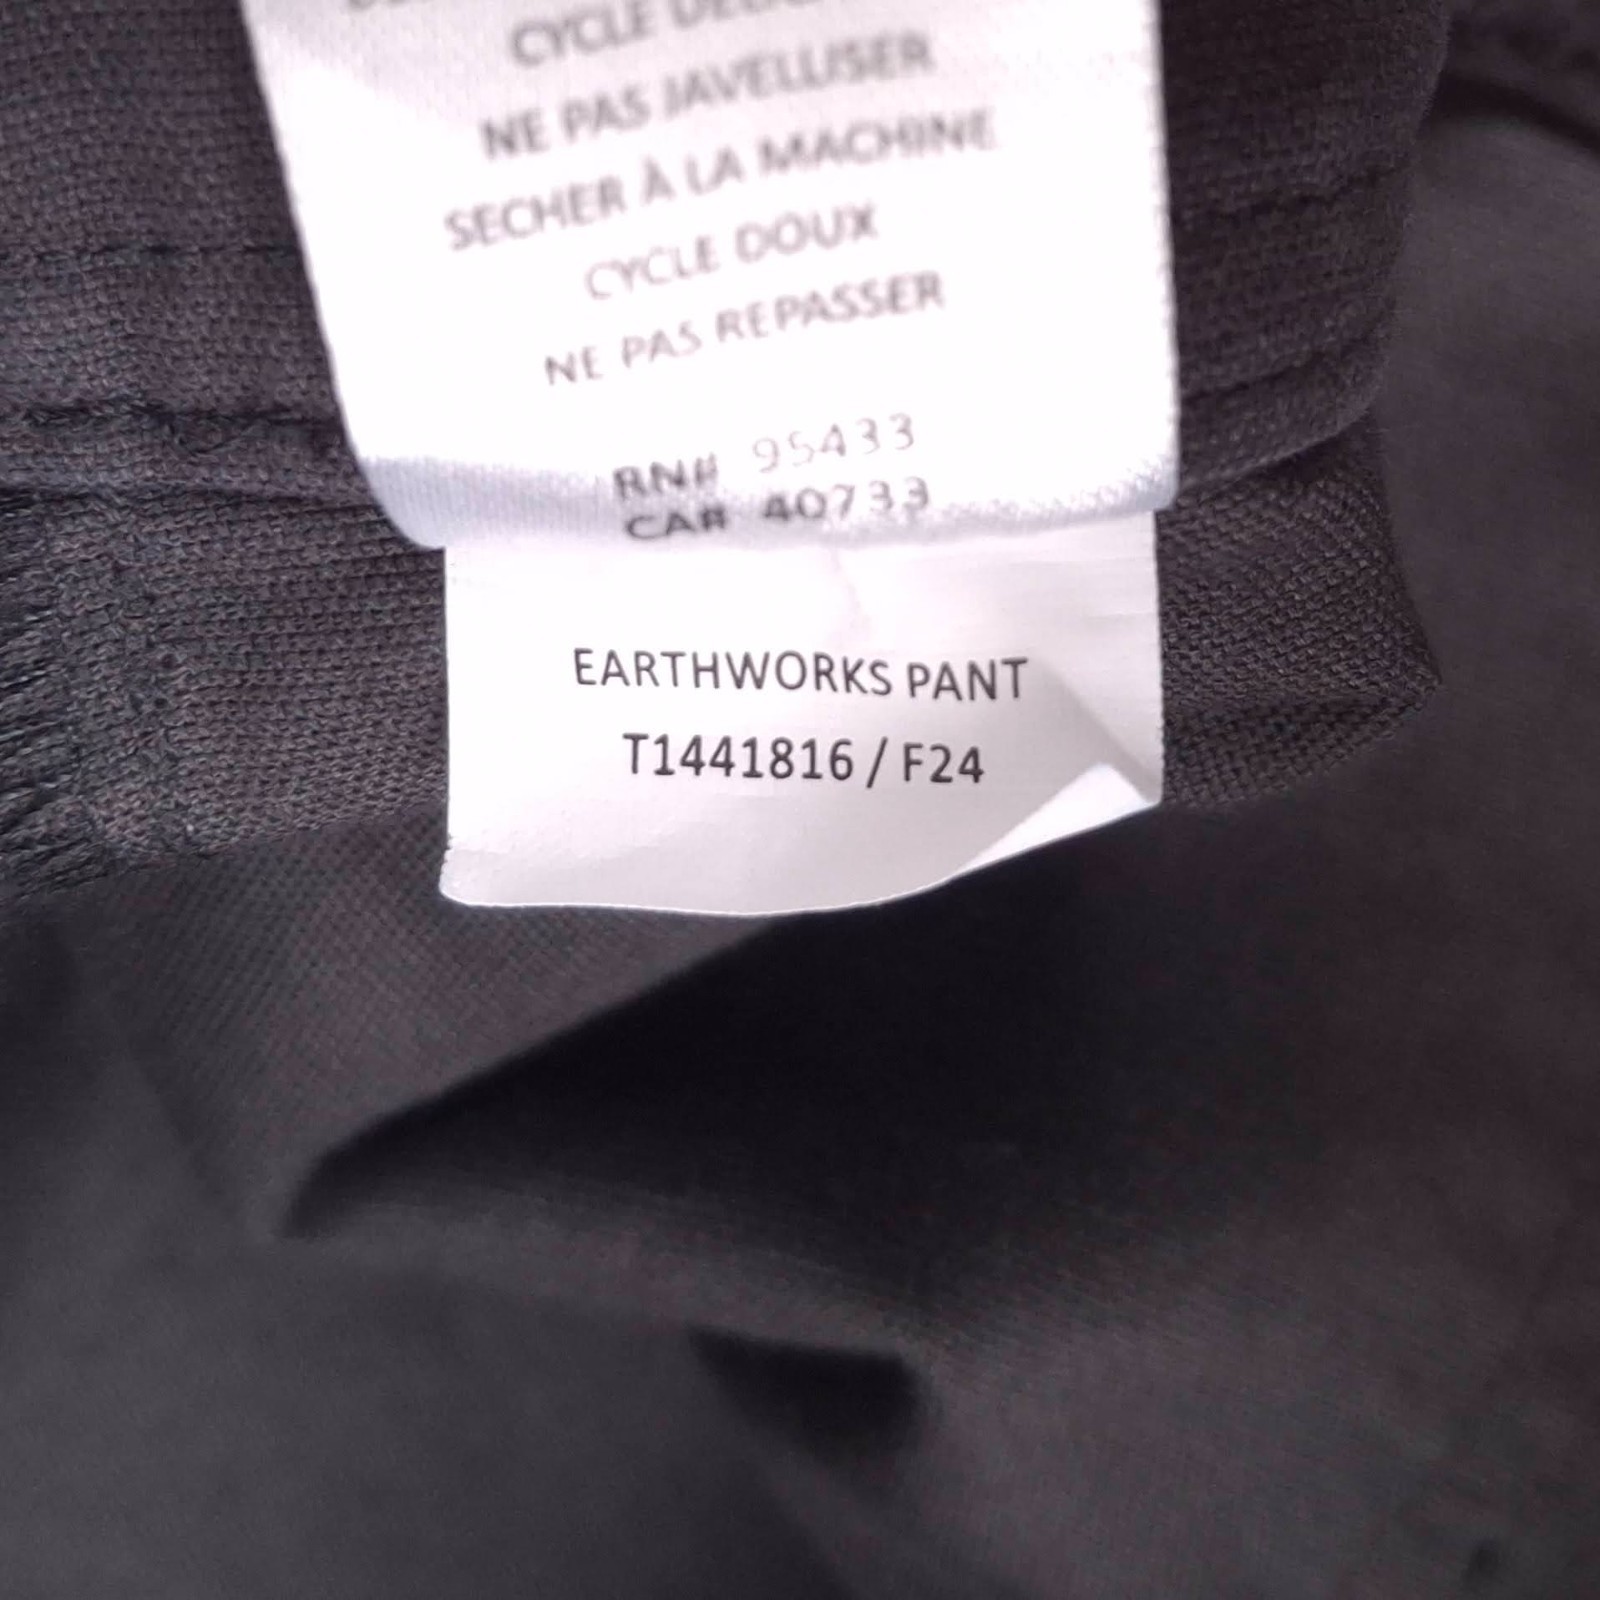 CYCLE
NE PAS JAVELLISER
SECHER À LA MACHINE
CYCLE DOUX
NE PAS REPASSER
RN# 95433
CA# 40733
EARTHWORKS PANT
T1441816 / F24